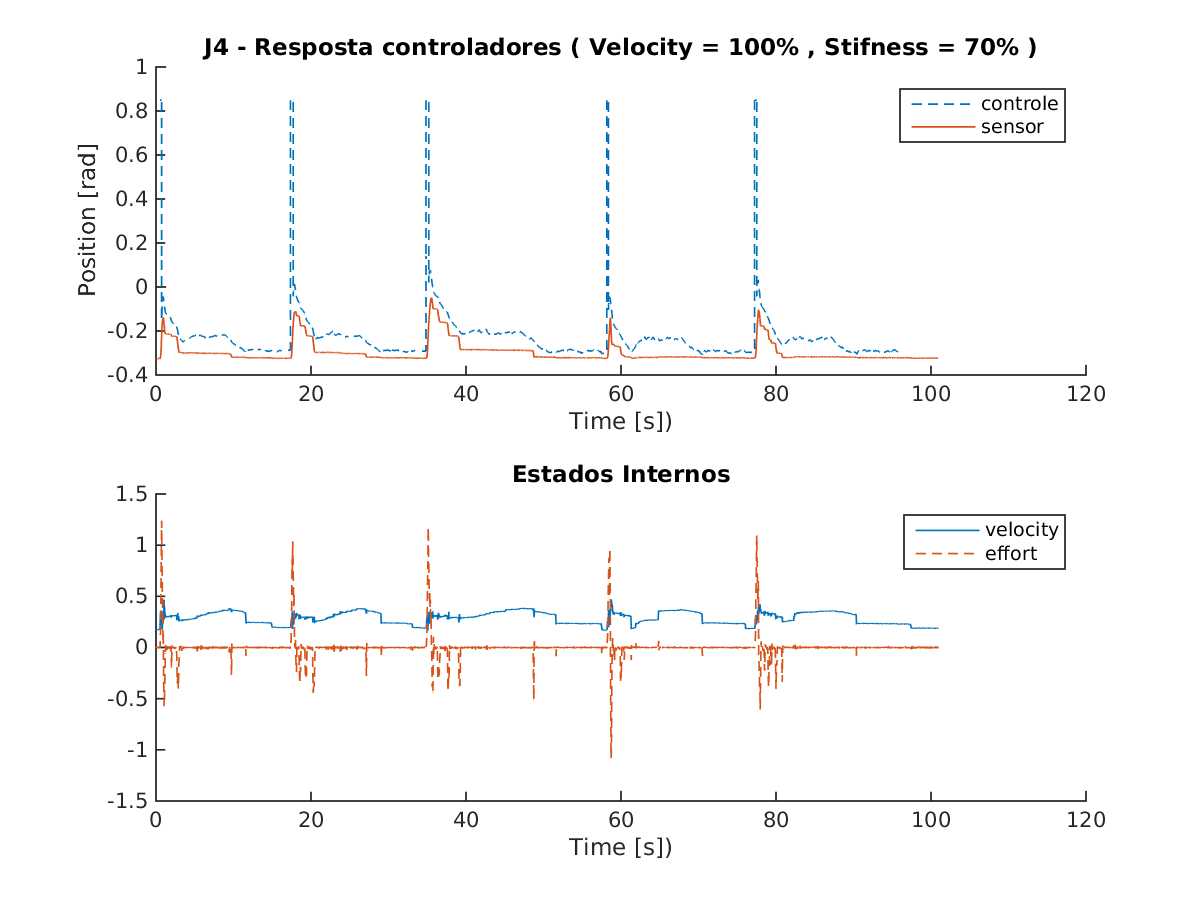 J4 - Resposta controladores ( Velocity = 100% , Stifness = 70% )
1
0.8
0.6
0.4
0.2
0
-0.2
-0.4
Position [rad]
controle
sensor
0 20 40 60 80 100 120
Time [s])
Estados Internos
1.5
1
0.5
0
-0.5
-1
-1.5
velocity
effort
0 20 40 60 80 100 120
Time [s])